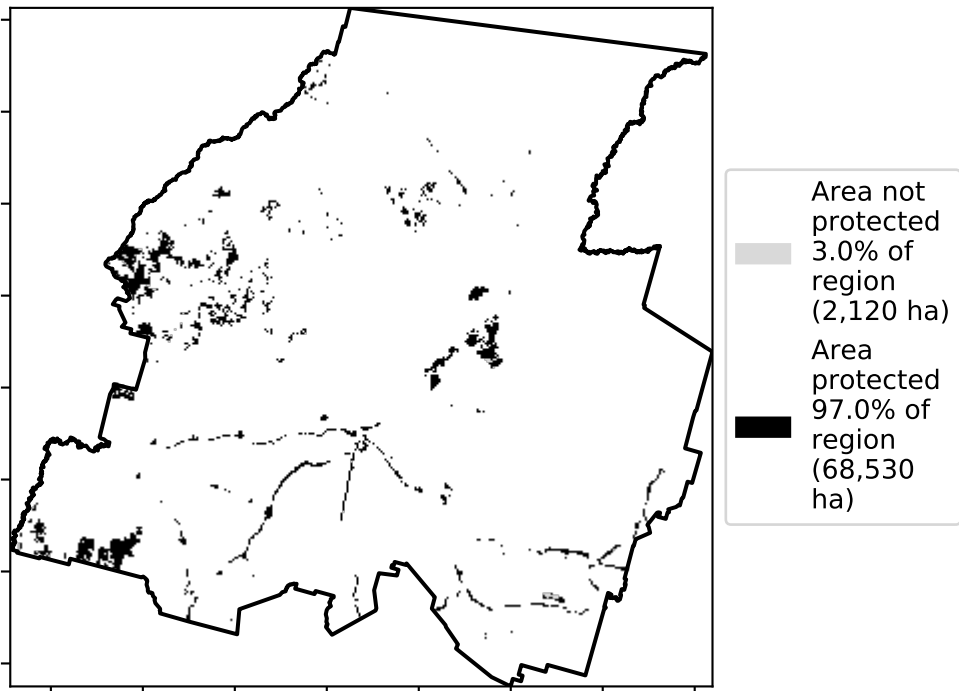 Area not
protected
3.0% of
region
(2,120 ha)
Area
protected
97.0% of
region
(68,530
ha)